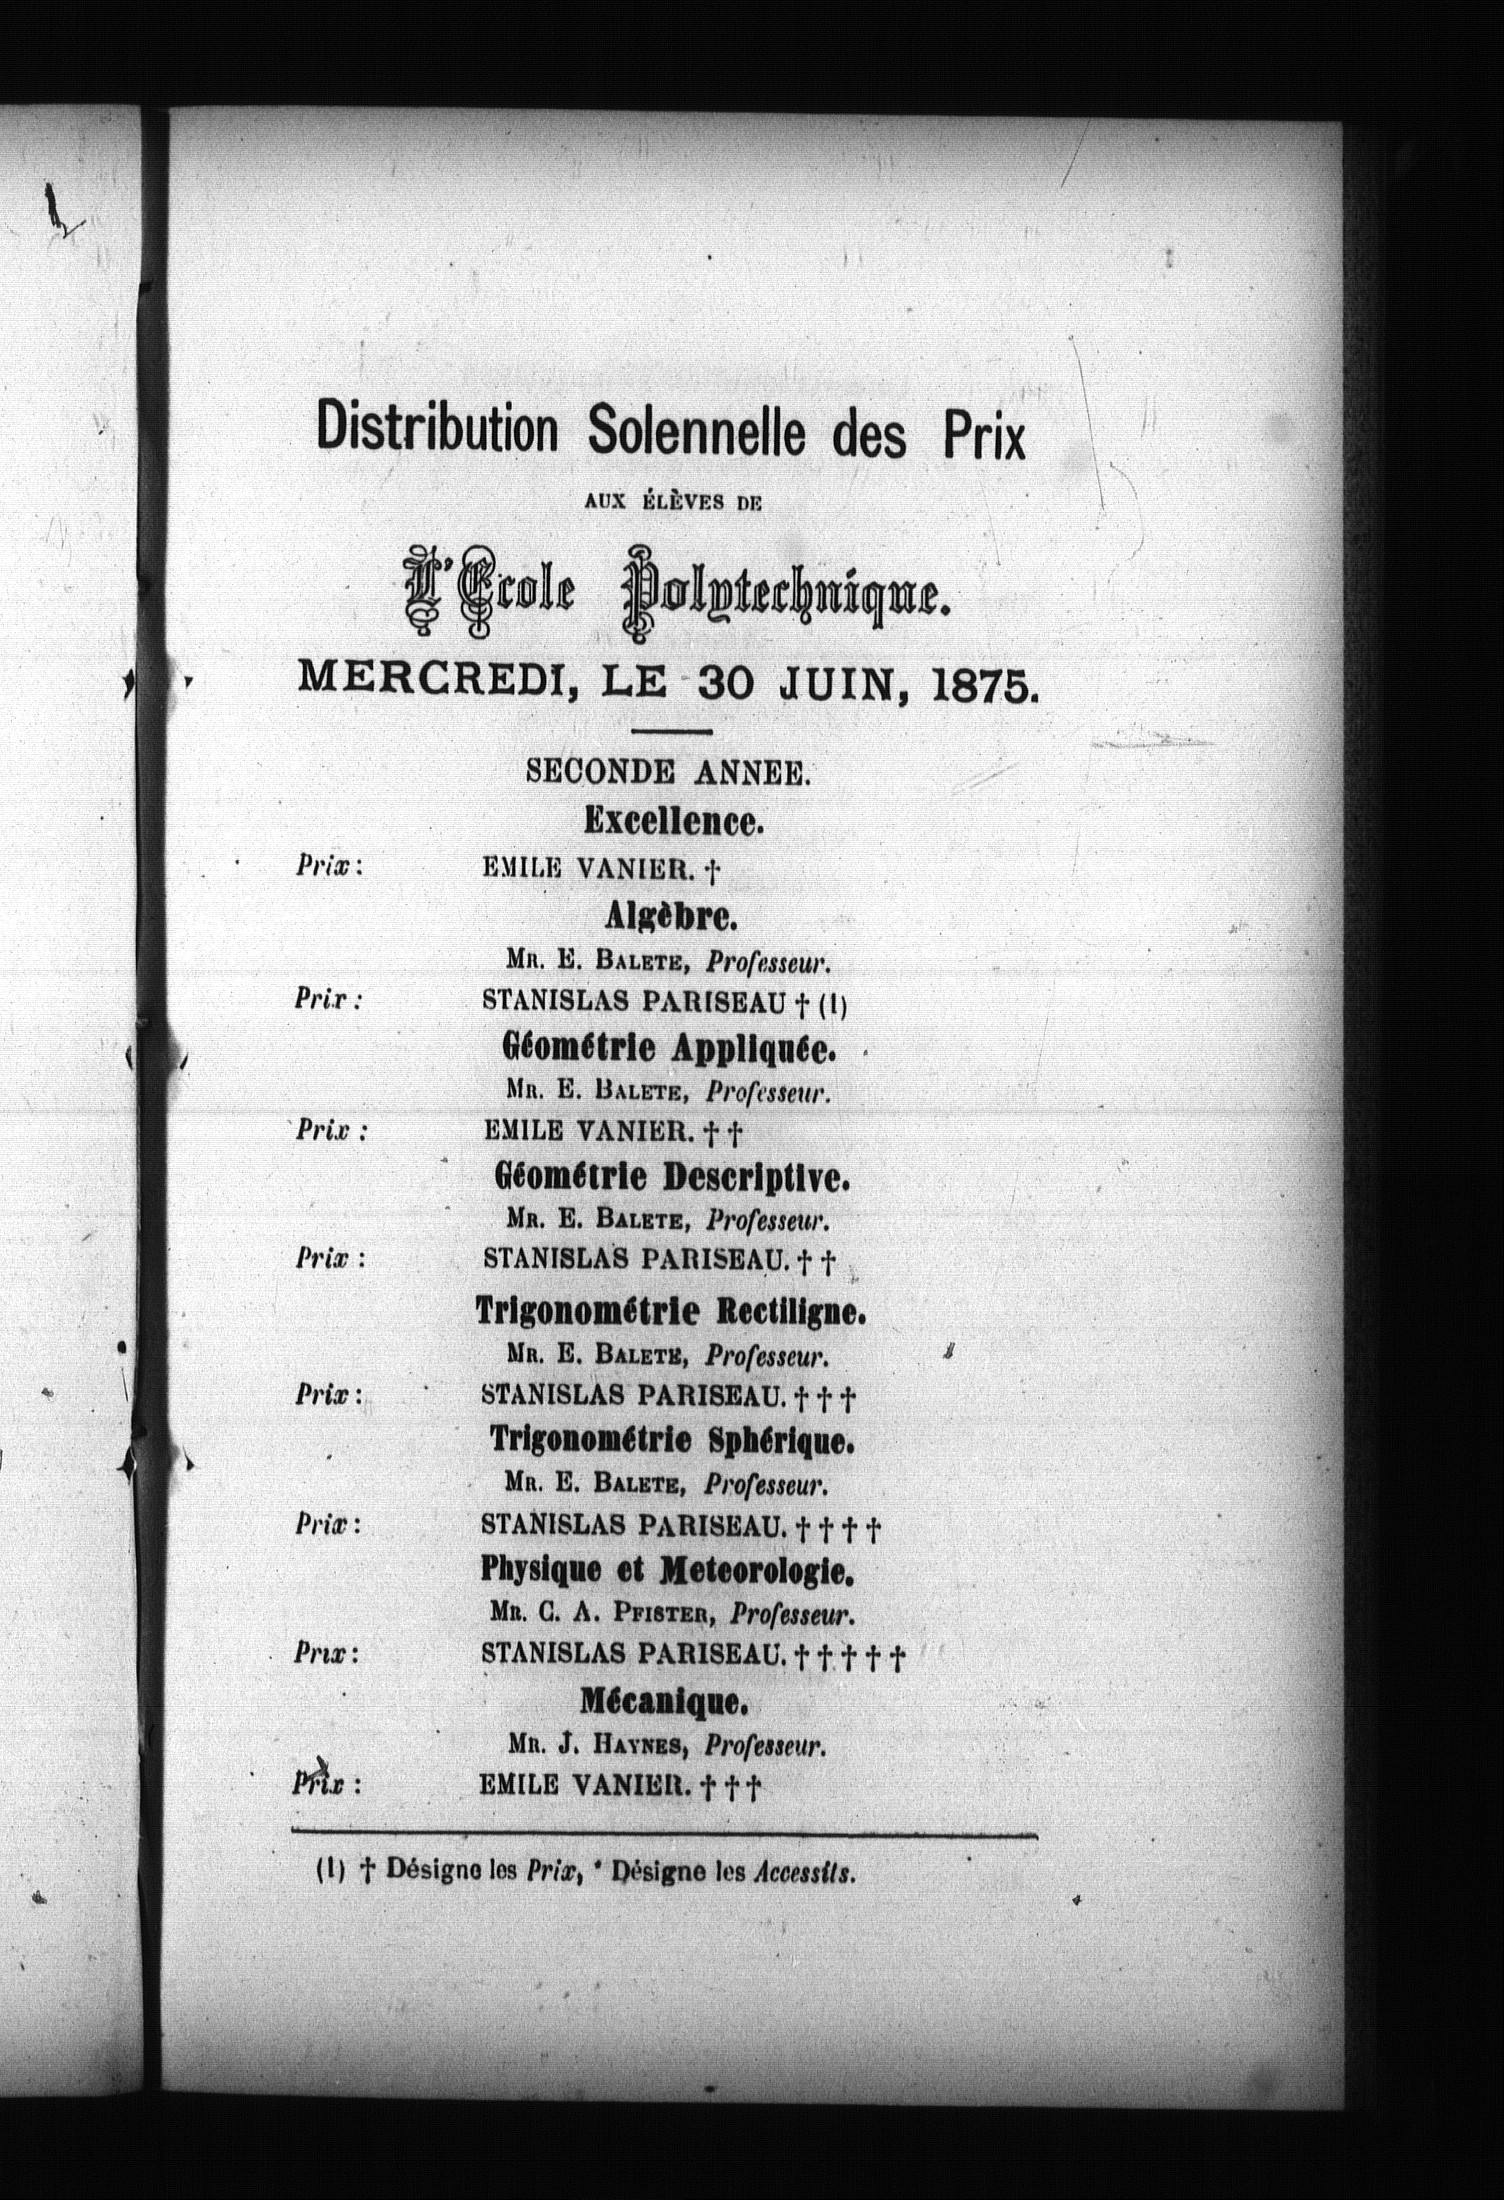 Distribution Solennelle des Prix
AUX ÉLÈVES DE
L'Ecole Polytechnique.
MERCREDI, LE 30 JUIN, 1875.
SECONDE ANNEE.
Excellence.
Prix: EMILE VANIER. †
Algèbre.
MR. E. BALETE, Professeur.
Prix: STANISLAS PARISEAU † (1)
Géométrie Appliquée.
MR. E. BALETE, Professeur.
Prix: EMILE VANIER. † †
Géométrie Descriptive.
MR. E. BALETE, Professeur.
Prix: STANISLAS PARISEAU. † †
Trigonométrie Rectiligne.
MR. E. BALETE, Professeur.
Prix: STANISLAS PARISEAU. † † †
Trigonométrie Sphérique.
MR. E. BALETE, Professeur.
Prix: STANISLAS PARISEAU. † † † †
Physique et Meteorologie.
MR. C. A. PFISTER, Professeur.
Prix: STANISLAS PARISEAU. † † † † †
Mécanique.
MR. J. HAYNES, Professeur.
Prix: EMILE VANIER. † † †
(1) † Désigne les Prix, * Désigne les Accessits.